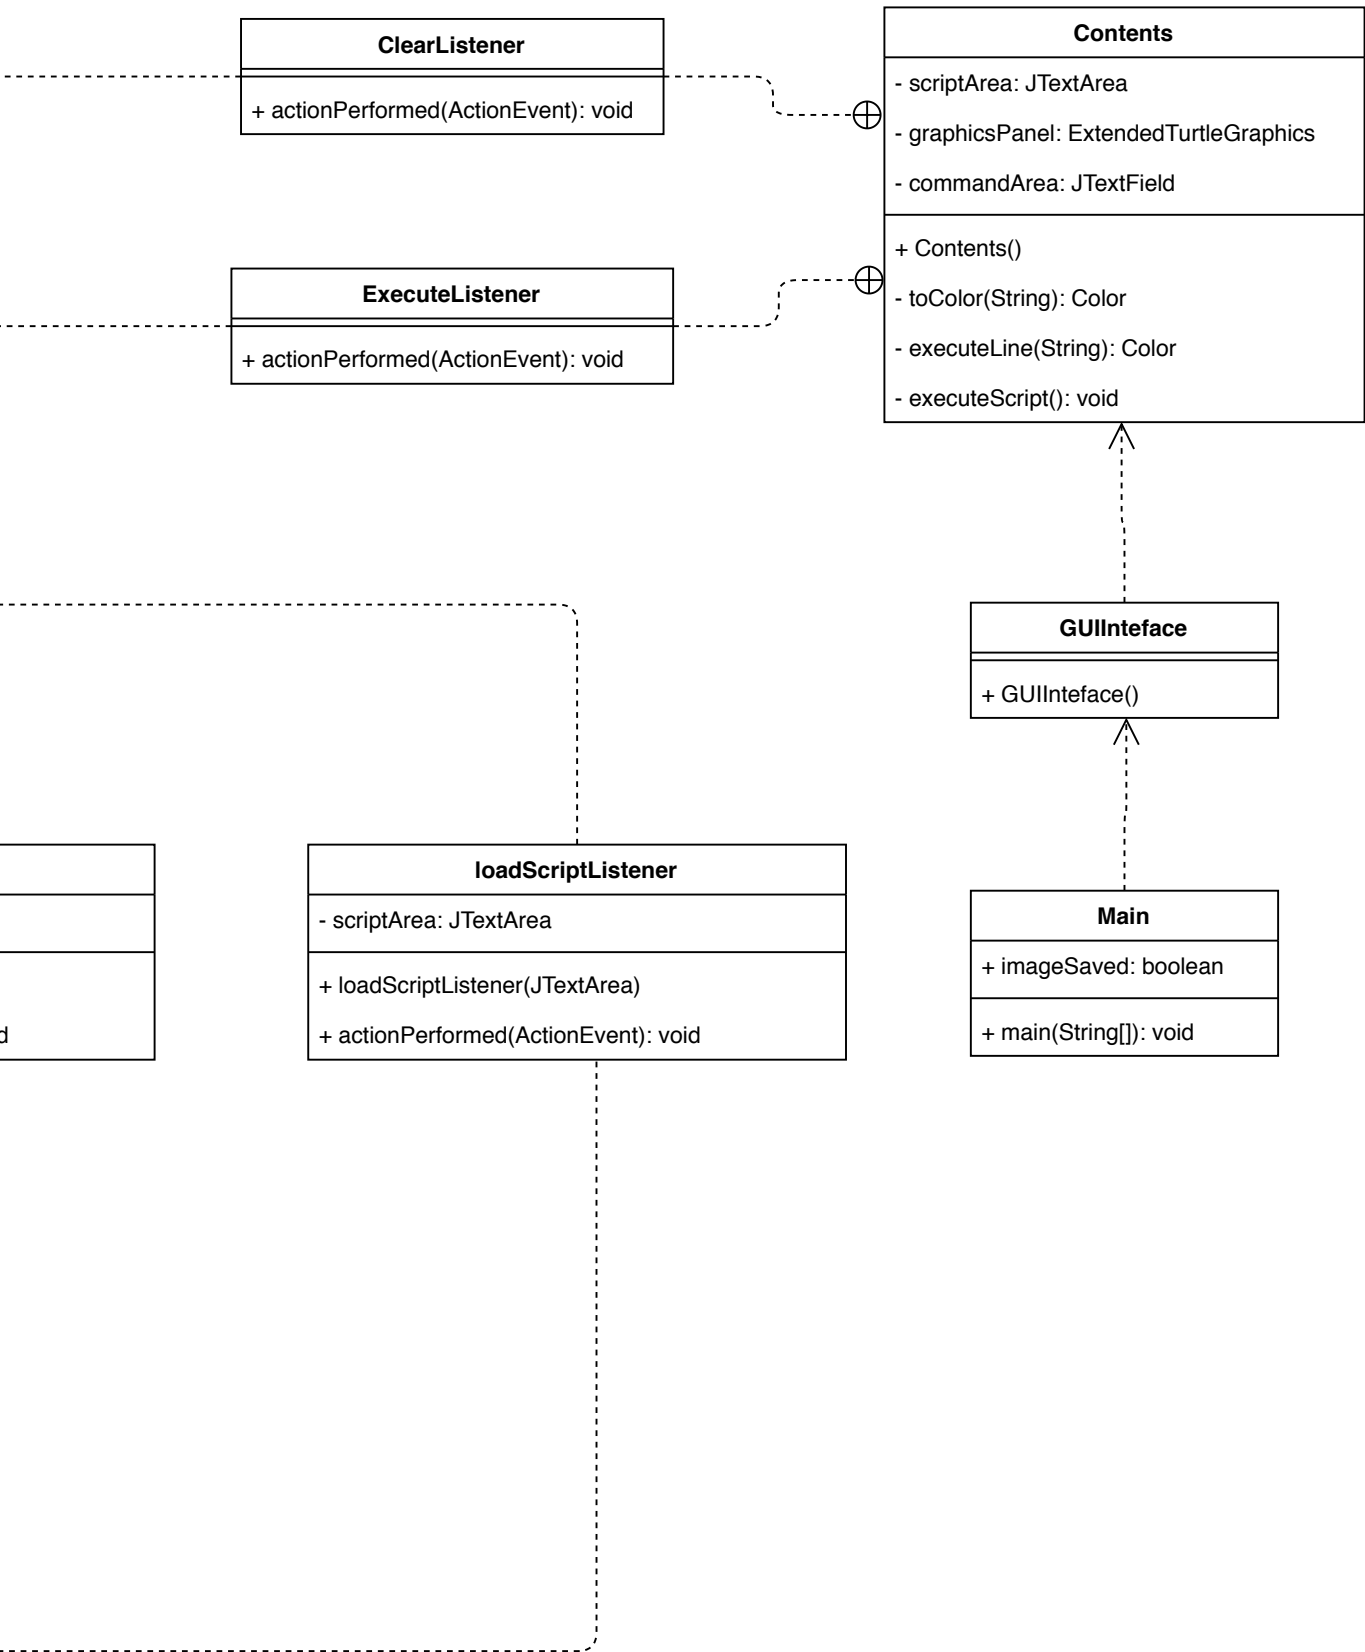 ClearListener
+ actionPerformed(ActionEvent): void
Contents
- scriptArea: JTextArea
- graphicsPanel: ExtendedTurtleGraphics
- commandArea: JTextField
+ Contents()
- toColor(String): Color
- executeLine(String): Color
- executeScript(): void
ExecuteListener
+ actionPerformed(ActionEvent): void
GUIInteface
+ GUIInteface()
d
loadScriptListener
- scriptArea: JTextArea
+ loadScriptListener(JTextArea)
+ actionPerformed(ActionEvent): void
Main
+ imageSaved: boolean
+ main(String[]): void